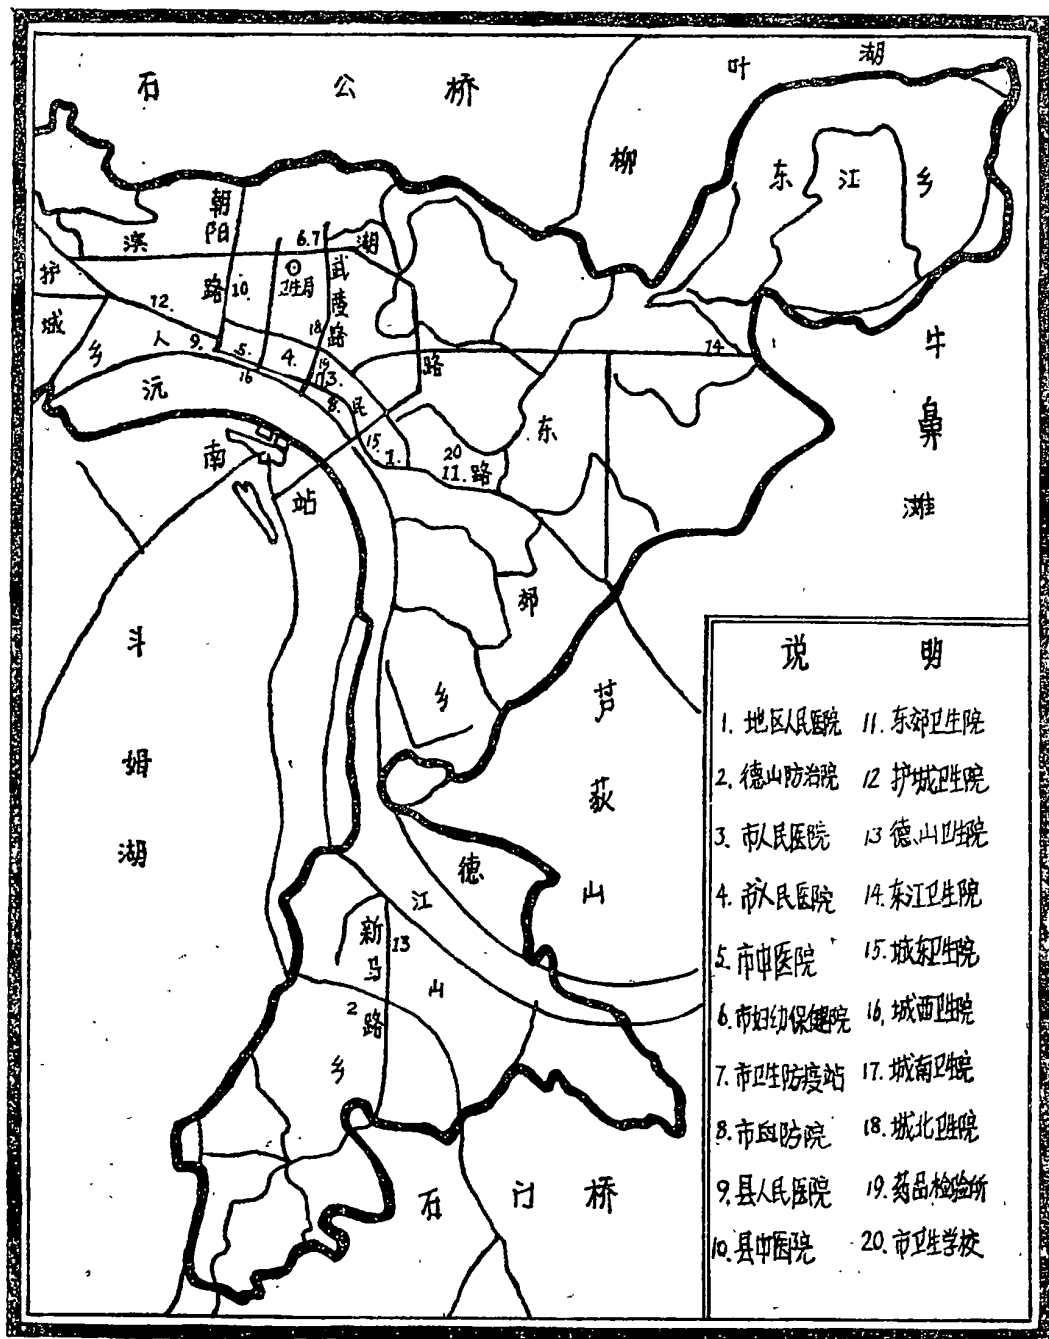 石公桥
柳叶湖
东江乡
朝阳路
滨湖路
6.7
武陵路
卫生局
10.
护城乡
12.
18
9.
5.
4.
19
17
3.
16
8.
人民路
14.
沅江
15.
1.
20
11.
南站
牛鼻滩
东郊乡
斗姆湖
芦荻山
德山乡
新马路
13
2
石门桥
说明
1. 地区人民医院
2. 德山防治院
3. 市人民医院
4. 市人民医院
5. 市中医院
6. 市妇幼保健院
7. 市卫生防疫站
8. 市血防院
9. 县人民医院
10. 县中医院
11. 东郊卫生院
12 护城卫生院
13 德山卫生院
14. 东江卫生院
15. 城东卫生院
16. 城西卫生院
17. 城南卫生院
18. 城北卫生院
19. 药品检验所
20. 市卫生学校